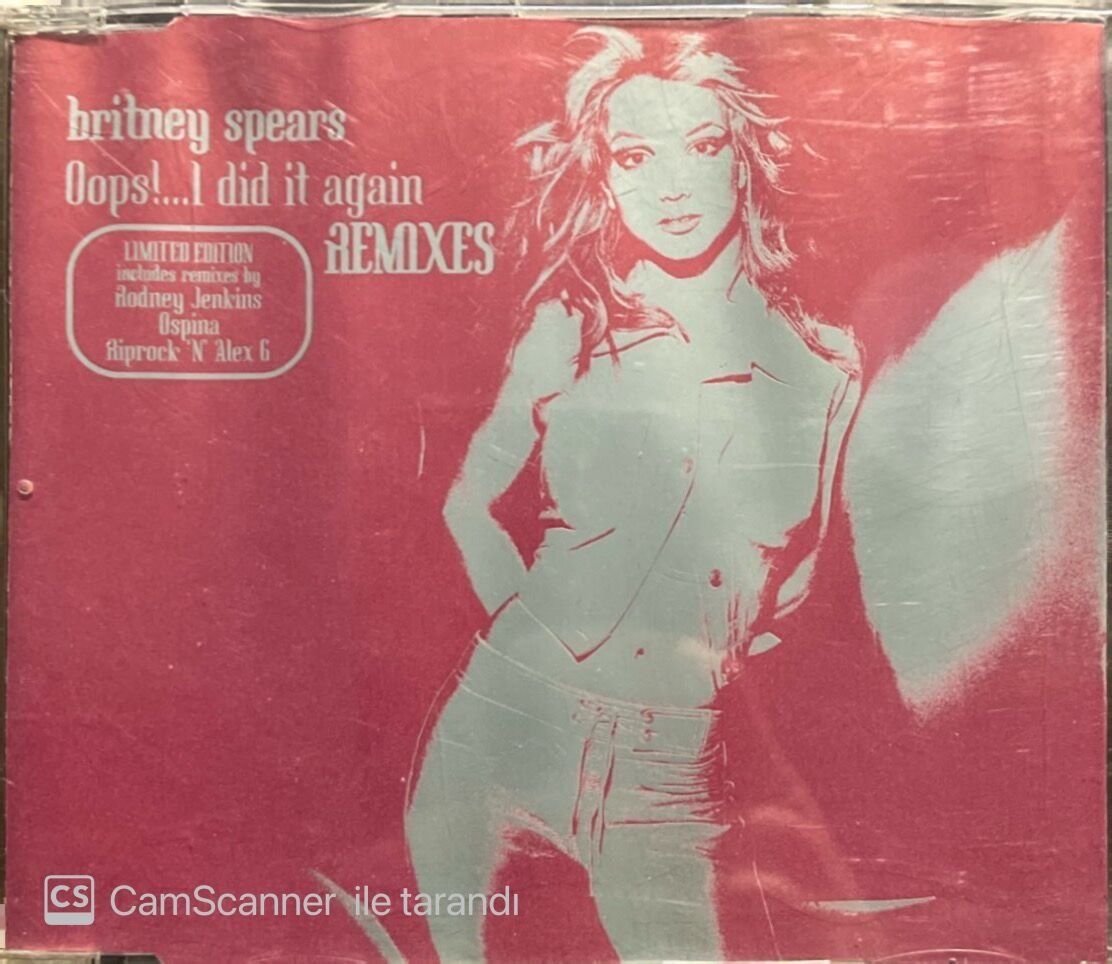 britney spears
Oops!...I did it again
REMIXES
LIMITED EDITION
includes remixes by
Rodney Jenkins
Ospina
Riprock 'N' Alex G
CS CamScanner ile tarandı